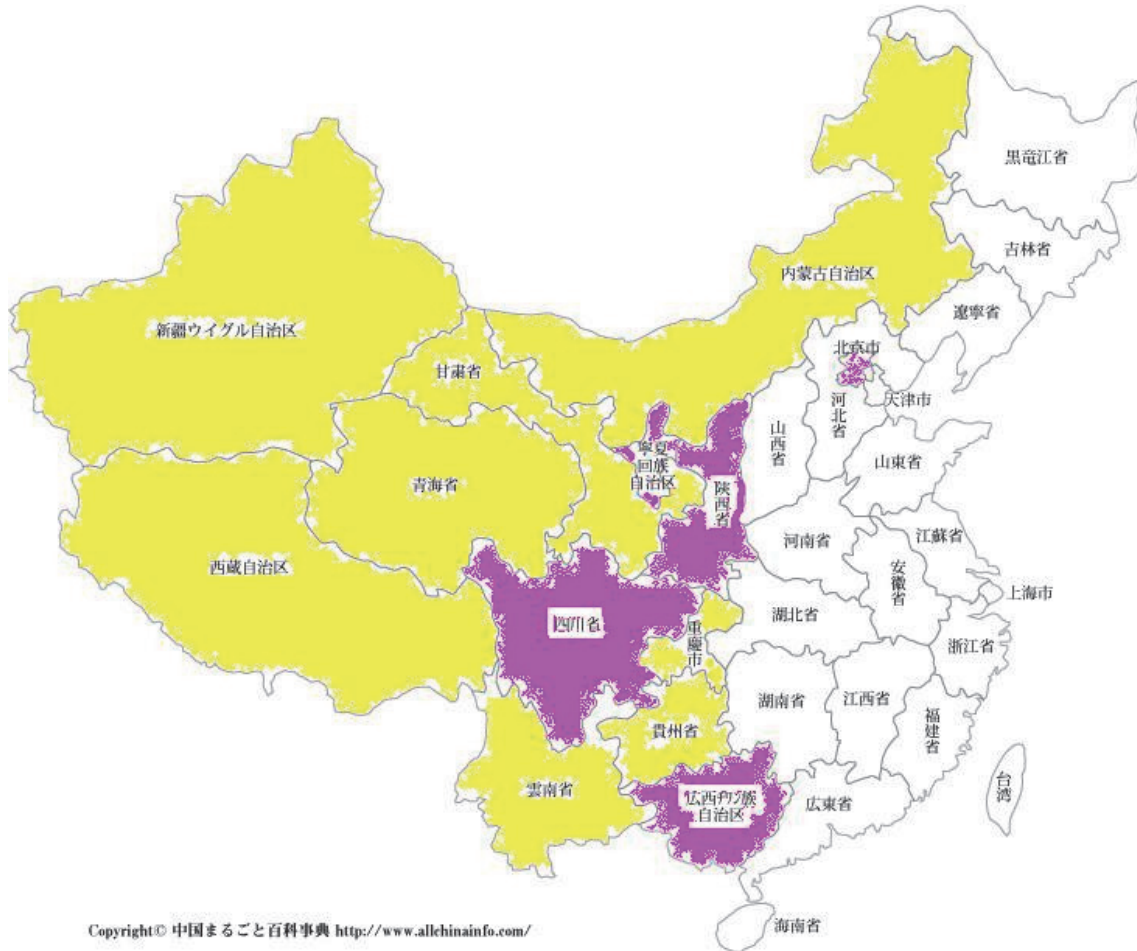 黒竜江省
吉林省
内蒙古自治区
遼寧省
新疆ウイグル自治区
北京市
甘粛省
天津市
河北省
山西省
寧夏
回族
自治区
山東省
青海省
陝西省
河南省
江蘇省
西蔵自治区
安徽省
上海市
湖北省
四川省
重慶市
浙江省
湖南省
江西省
福建省
貴州省
雲南省
台湾
広西チワン族
自治区
広東省
海南省
Copyright© 中国まるごと百科事典 http://www.allchinainfo.com/